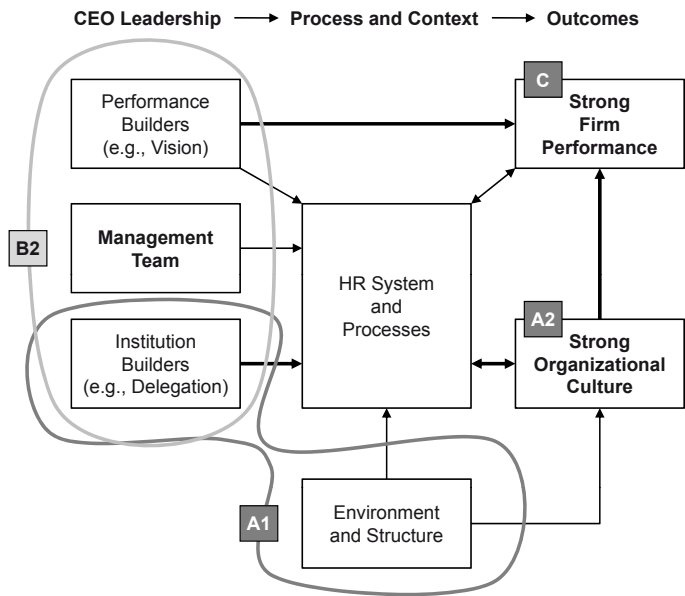 CEO Leadership Process and Context Outcomes
C
Performance
Builders
(e.g., Vision)
Strong
Firm
Performance
B2
Management
Team
HR System
and
Processes
A2
Institution
Builders
(e.g., Delegation)
Strong
Organizational
Culture
A1
Environment
and Structure